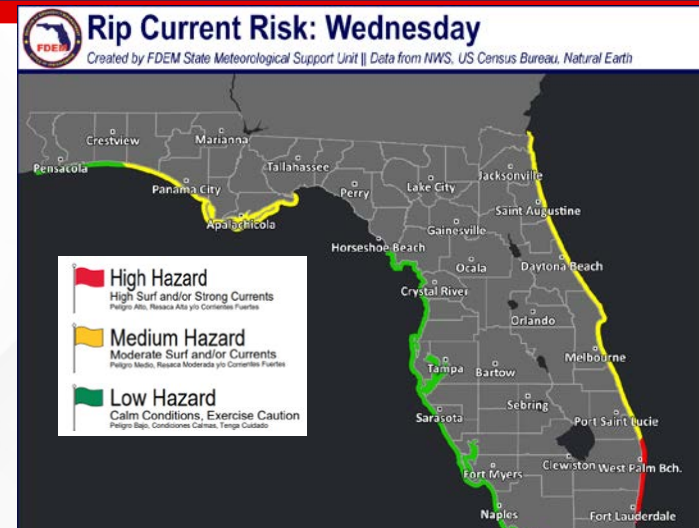 FDEM
Rip Current Risk: Wednesday
Created by FDEM State Meteorological Support Unit || Data from NWS, US Census Bureau, Natural Earth
Crestview
Marianna
Pensacola
Tallahassee
Jacksonville
Panama City
Perry
Lake City
Apalachicola
Saint Augustine
Gainesville
Horseshoe Beach
Ocala
Daytona Beach
Crystal River
High Hazard
High Surf and/or Strong Currents
Peligro Alto, Resaca Alta y/o Corrientes Fuertes
Medium Hazard
Moderate Surf and/or Currents
Peligro Medio, Resaca Moderada y/o Corrientes Fuertes
Low Hazard
Calm Conditions, Exercise Caution
Peligro Bajo, Condiciones Calmas, Tenga Cuidado
Orlando
Melbourne
Tampa
Bartow
Sebring
Sarasota
Port Saint Lucie
Fort Myers
Clewiston
West Palm Bch.
Naples
Fort Lauderdale